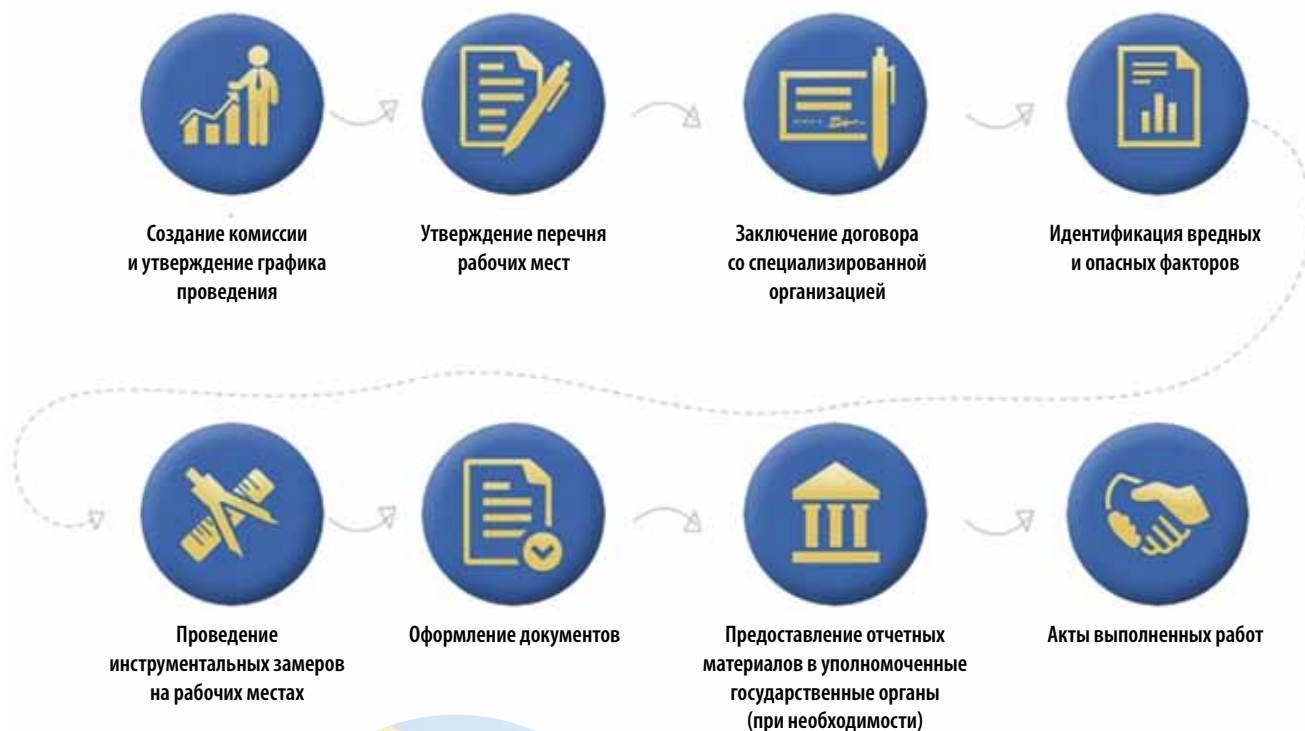 Создание комиссии
и утверждение графика
проведения
Утверждение перечня
рабочих мест
Заключение договора
со специализированной
организацией
Идентификация вредных
и опасных факторов
Проведение
инструментальных замеров
на рабочих местах
Оформление документов
Предоставление отчетных
материалов в уполномоченные
государственные органы
(при необходимости)
Акты выполненных работ